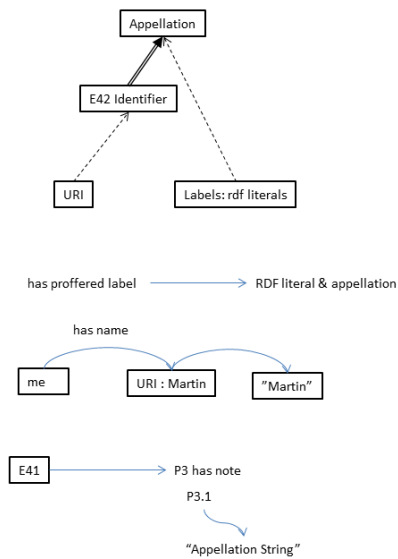 Appellation
E42 Identifier
URI
Labels: rdf literals
has proffered label
RDF literal & appellation
has name
me
URI : Martin
”Martin”
E41
P3 has note
P3.1
“Appellation String”